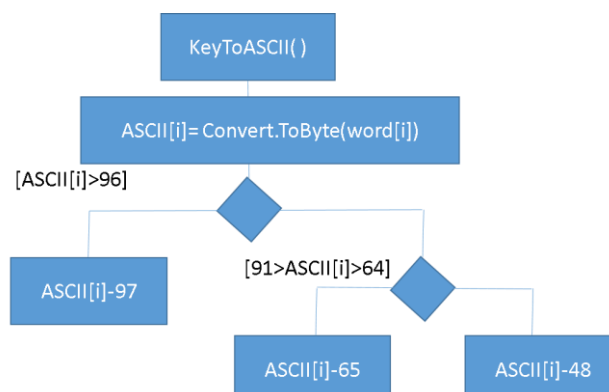 KeyToASCII( )
ASCII[i]= Convert.ToByte(word[i])
[ASCII[i]>96]
[91>ASCII[i]>64]
ASCII[i]-97
ASCII[i]-65
ASCII[i]-48